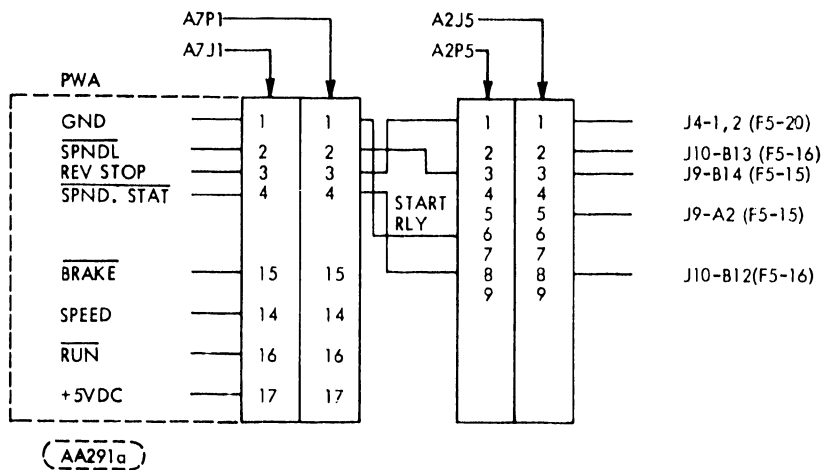 A7P1
A2J5
A7J1
A2P5
PWA
GND 1 1 1 1 J4-1,2 (F5-20)
SPNDL 2 2 2 2 J10-B13 (F5-16)
REV STOP 3 3 3 3 J9-B14 (F5-15)
SPND. STAT 4 4 4 4
START 5 5 J9-A2 (F5-15)
RLY 6 6
7 7
BRAKE 15 15 8 8 J10-B12(F5-16)
9 9
SPEED 14 14
RUN 16 16
+5VDC 17 17
AA291a